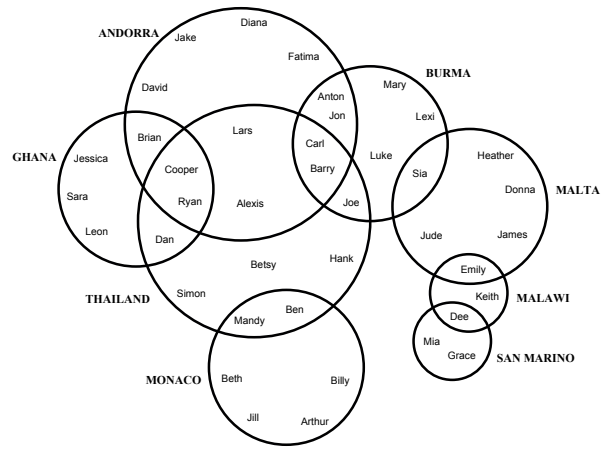 Diana
ANDORRA
Jake
Fatima
BURMA
David
Anton
Mary
Jon
Lexi
Lars
Brian
Carl
GHANA
Jessica
Cooper
Barry
Luke
Sia
Heather
Donna
MALTA
Sara
Ryan
Alexis
Joe
Leon
Dan
Jude
James
Betsy
Hank
Emily
THAILAND
Simon
Keith
MALAWI
Mandy
Ben
Dee
Mia
Grace
SAN MARINO
MONACO
Beth
Billy
Jill
Arthur